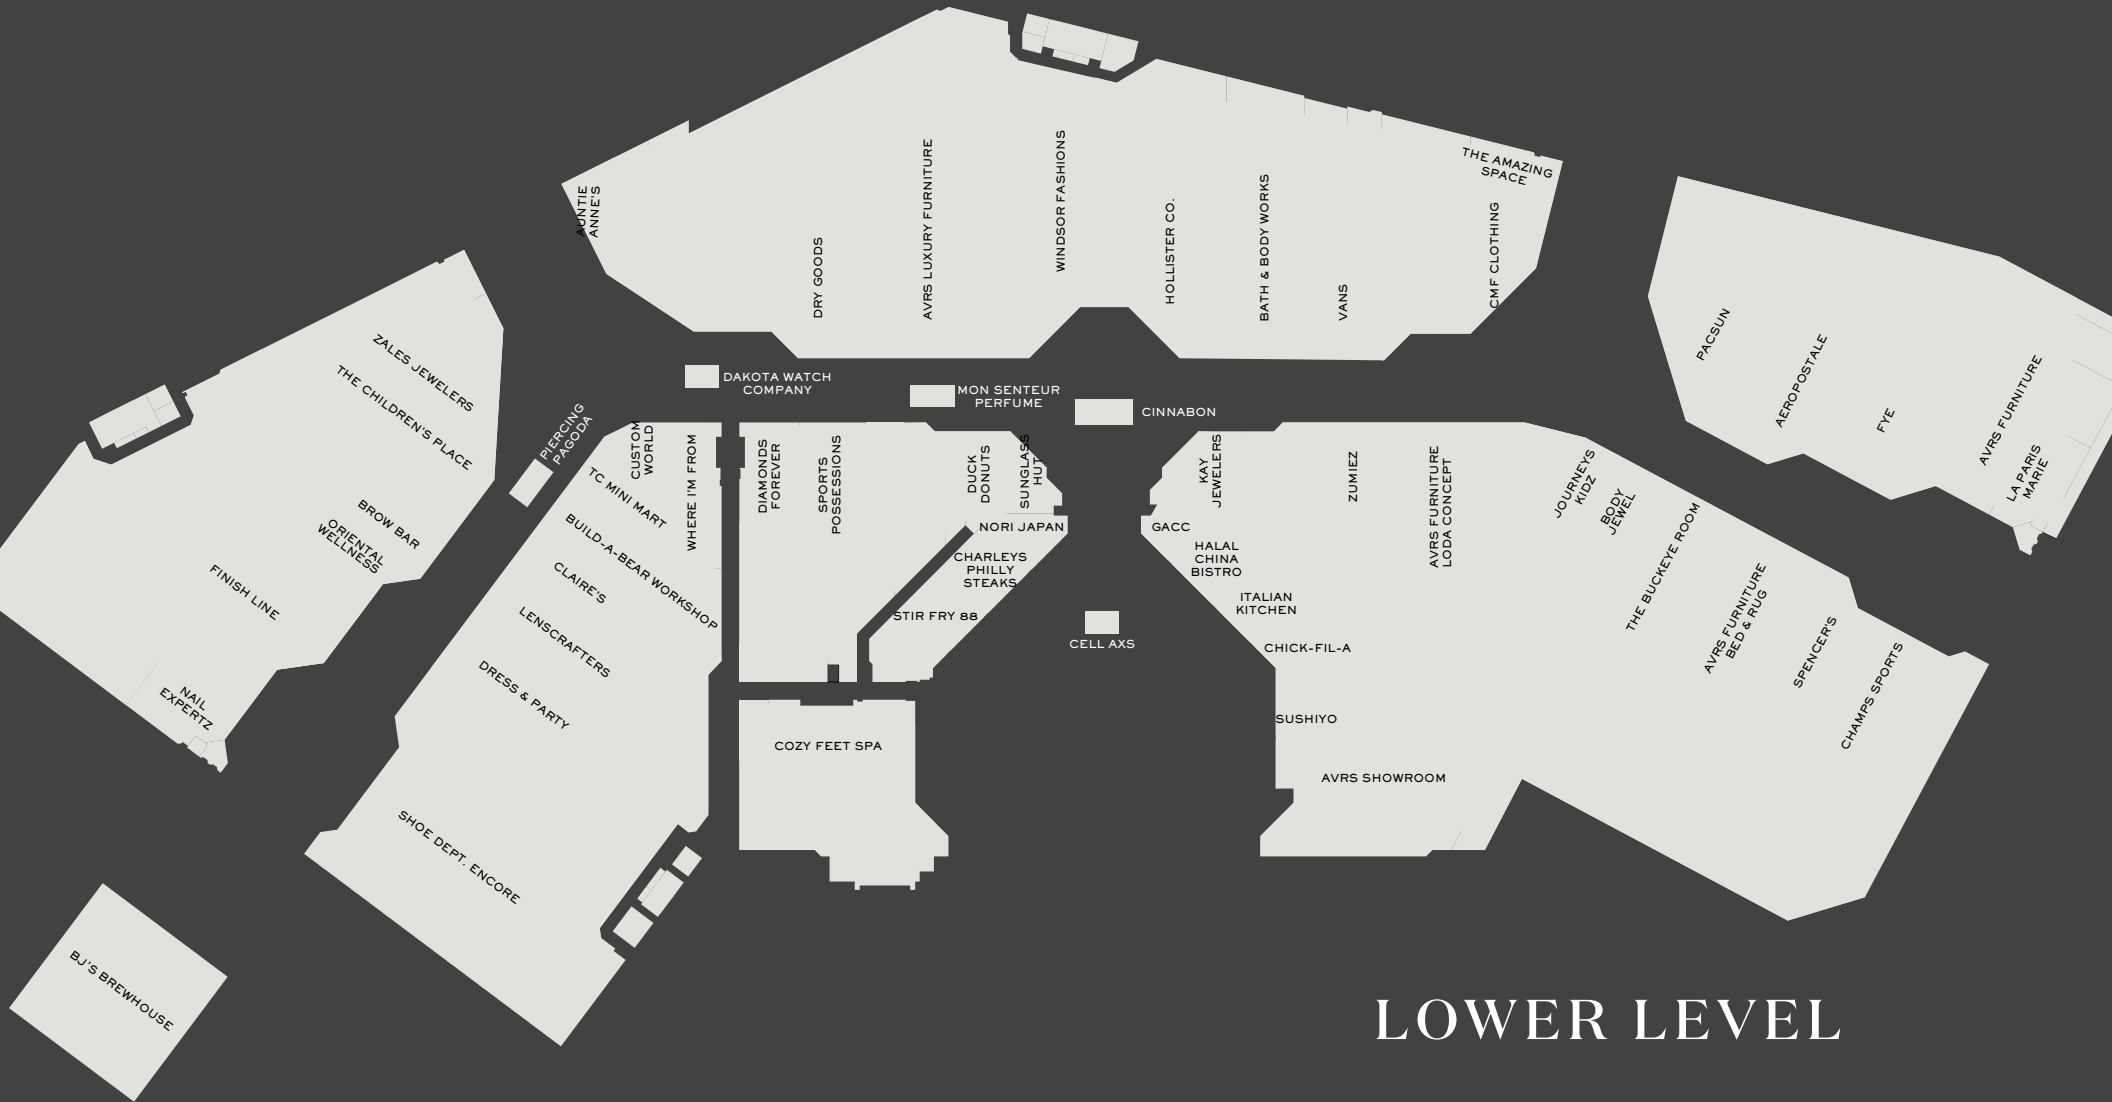 AUNTIE
ANNE'S
DRY GOODS
AVRS LUXURY FURNITURE
WINDSOR FASHIONS
HOLLISTER CO.
BATH & BODY WORKS
VANS
CMF CLOTHING
THE AMAZING
SPACE
PACSUN
AEROPOSTALE
FYE
AVRS FURNITURE
LA PARIS
MARIE
ZALES JEWELERS
THE CHILDREN'S PLACE
BROW BAR
ORIENTAL
WELLNESS
FINISH LINE
NAIL
EXPERTZ
PIERCING
PAGODA
DAKOTA WATCH
COMPANY
MON SENTEUR
PERFUME
CINNABON
CUSTOM
WORLD
WHERE I'M FROM
TC MINI MART
BUILD-A-BEAR WORKSHOP
CLAIRE'S
LENSCRAFTERS
DRESS & PARTY
SHOE DEPT. ENCORE
DIAMONDS
FOREVER
SPORTS
POSSESSIONS
DUCK
DONUTS
SUNGLASS
HUT
NORI JAPAN
CHARLEYS
PHILLY
STEAKS
STIR FRY 88
COZY FEET SPA
CELL AXS
KAY
JEWELERS
GACC
HALAL
CHINA
BISTRO
ITALIAN
KITCHEN
CHICK-FIL-A
SUSHIYO
AVRS SHOWROOM
ZUMIEZ
AVRS FURNITURE
LODA CONCEPT
JOURNEYS
KIDZ
BODY
JEWEL
THE BUCKEYE ROOM
AVRS FURNITURE
BED & RUG
SPENCER'S
CHAMPS SPORTS
BJ'S BREWHOUSE
LOWER LEVEL